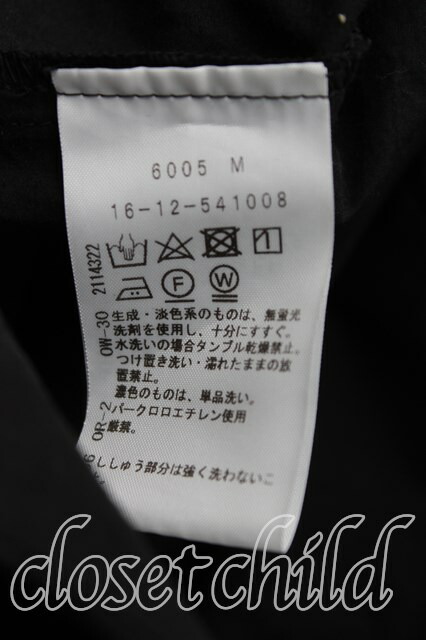 6005 M
16-12-541008
F W
0W-30 2114322
生成・淡色系のものは、無蛍光
洗剤を使用し、十分にすすぐ。
水洗いの場合タンブル乾燥禁止。
つけ置き洗い・濡れたままの放
置禁止。
濃色のものは、単品洗い。
パークロロエチレン使用
厳禁。
OR-2
ししゅう部分は強く洗わないこ
closetchild